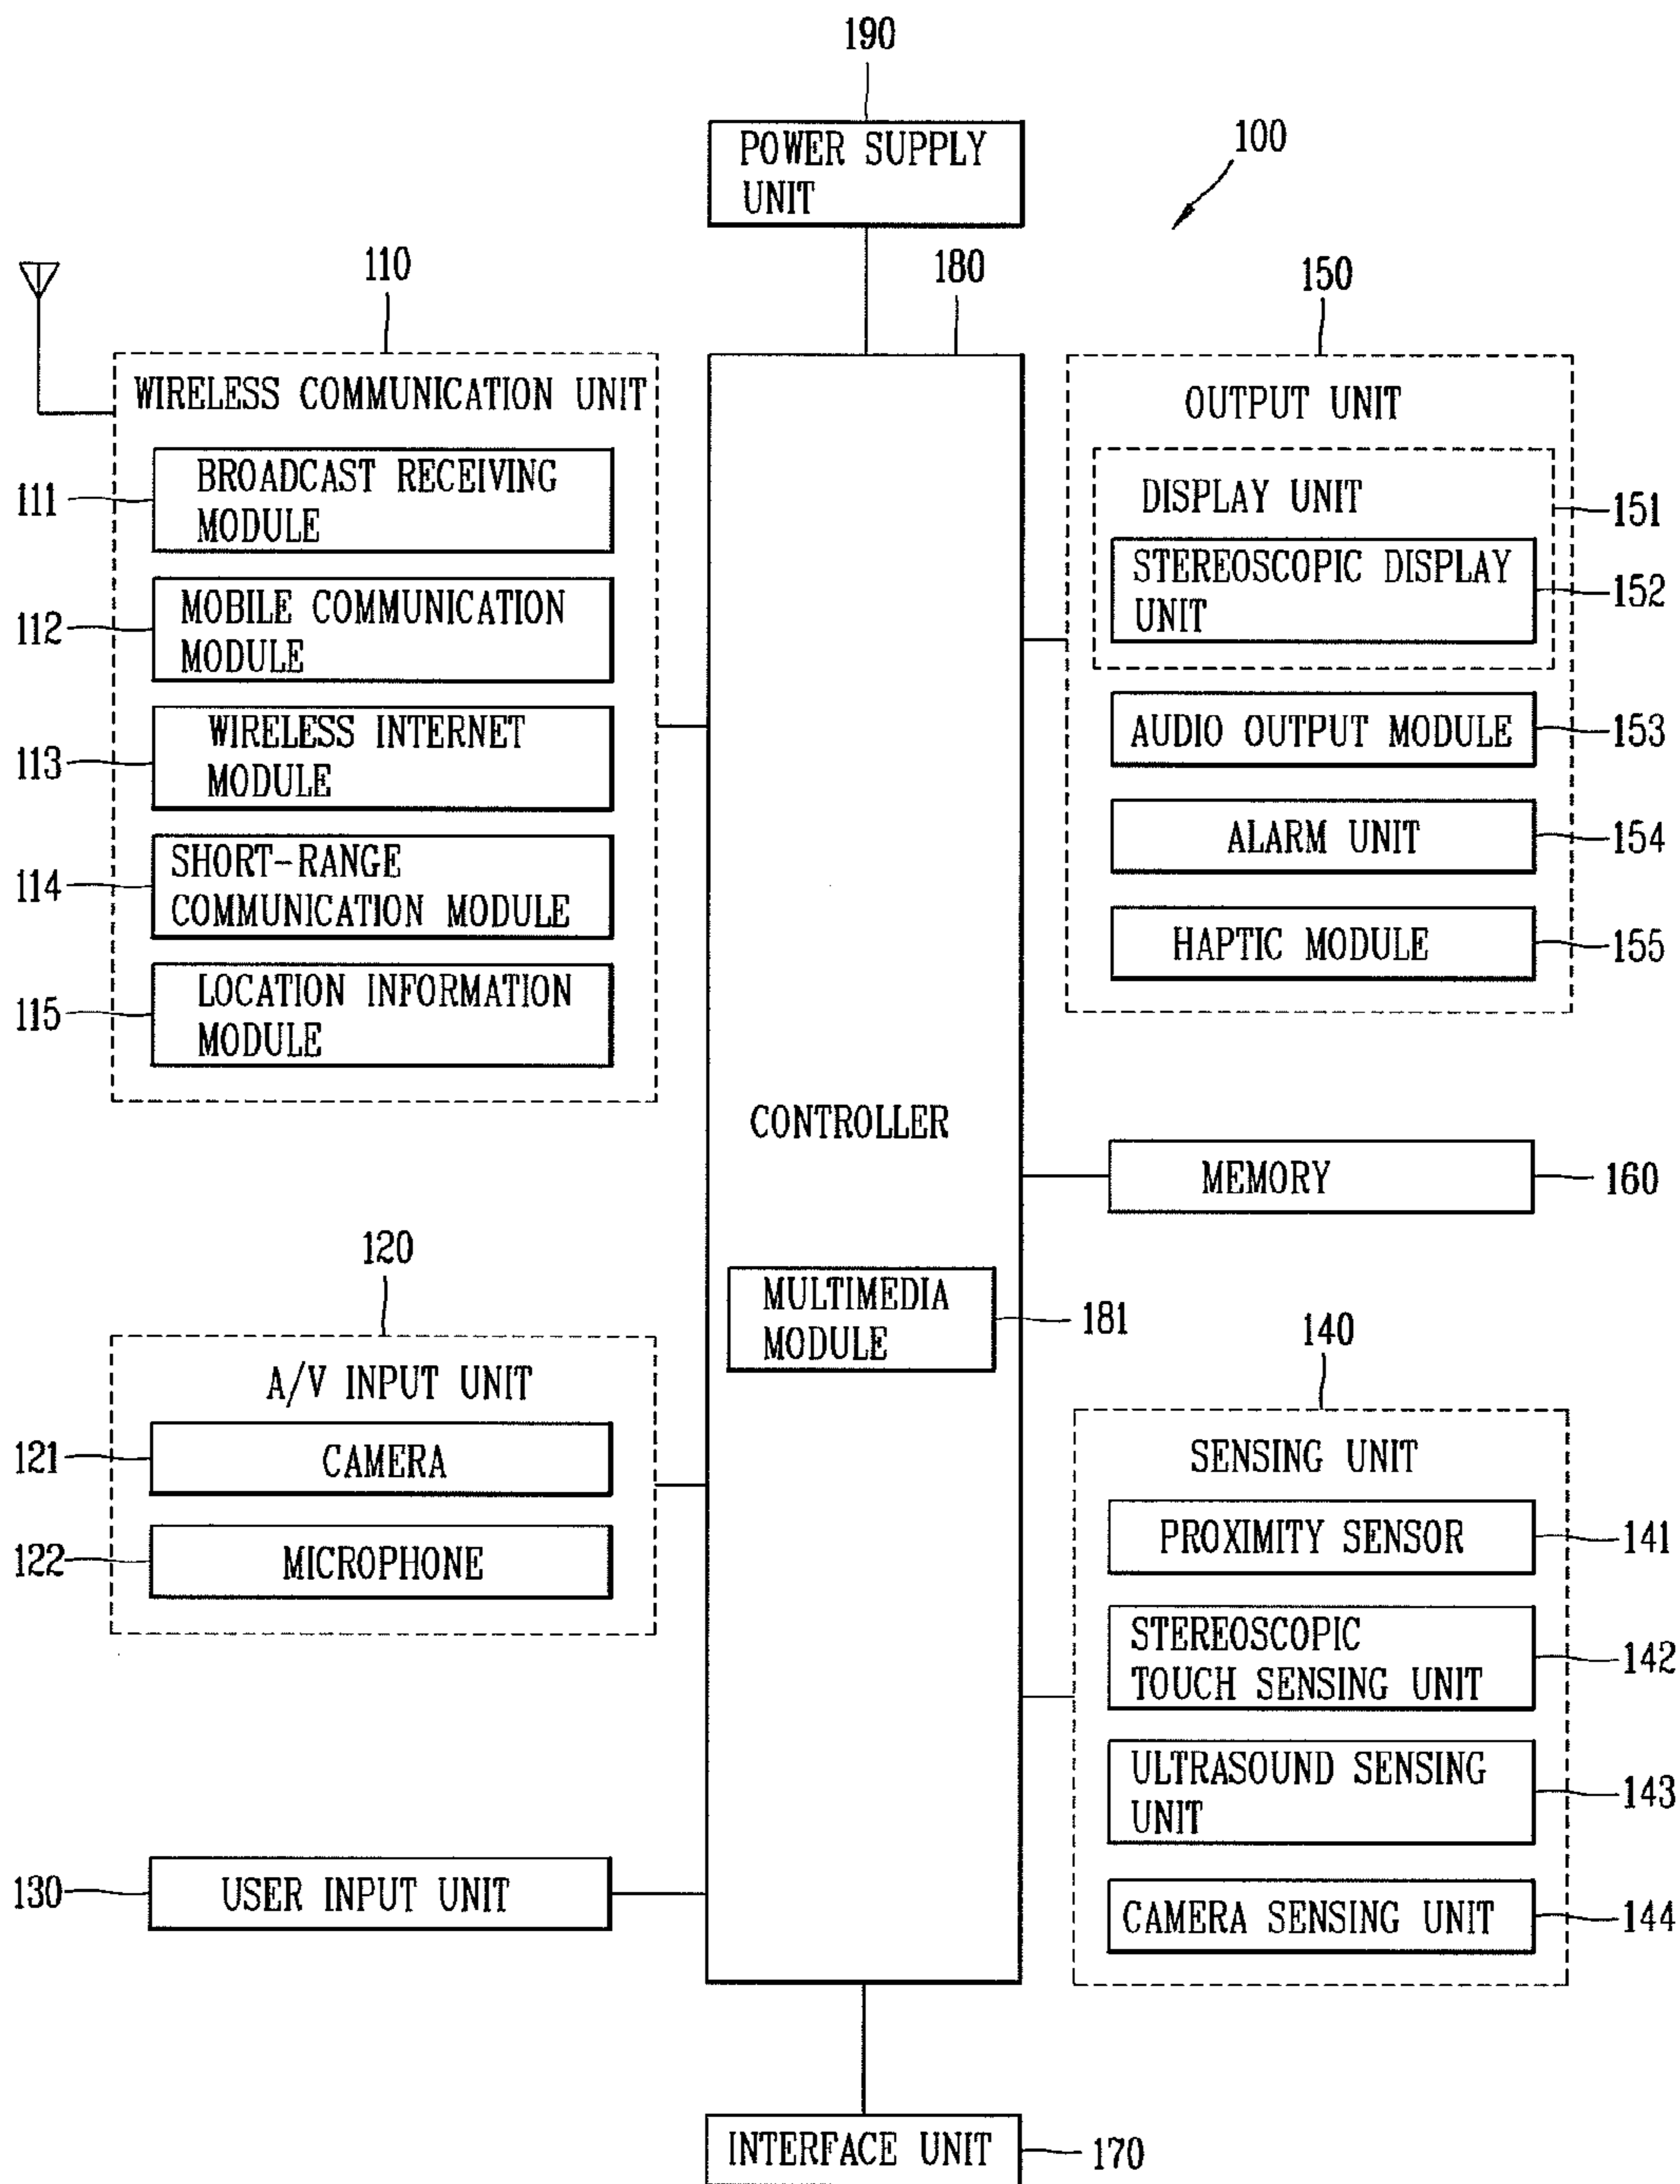 190
POWER SUPPLY
UNIT
100
110
180
150
WIRELESS COMMUNICATION UNIT
111
BROADCAST RECEIVING
MODULE
112
MOBILE COMMUNICATION
MODULE
113
WIRELESS INTERNET
MODULE
114
SHORT-RANGE
COMMUNICATION MODULE
115
LOCATION INFORMATION
MODULE
OUTPUT UNIT
DISPLAY UNIT
151
STEREOSCOPIC DISPLAY
UNIT
152
AUDIO OUTPUT MODULE
153
ALARM UNIT
154
HAPTIC MODULE
155
CONTROLLER
MEMORY
160
MULTIMEDIA
MODULE
181
120
A/V INPUT UNIT
121
CAMERA
122
MICROPHONE
140
SENSING UNIT
PROXIMITY SENSOR
141
STEREOSCOPIC
TOUCH SENSING UNIT
142
ULTRASOUND SENSING
UNIT
143
CAMERA SENSING UNIT
144
130
USER INPUT UNIT
INTERFACE UNIT
170